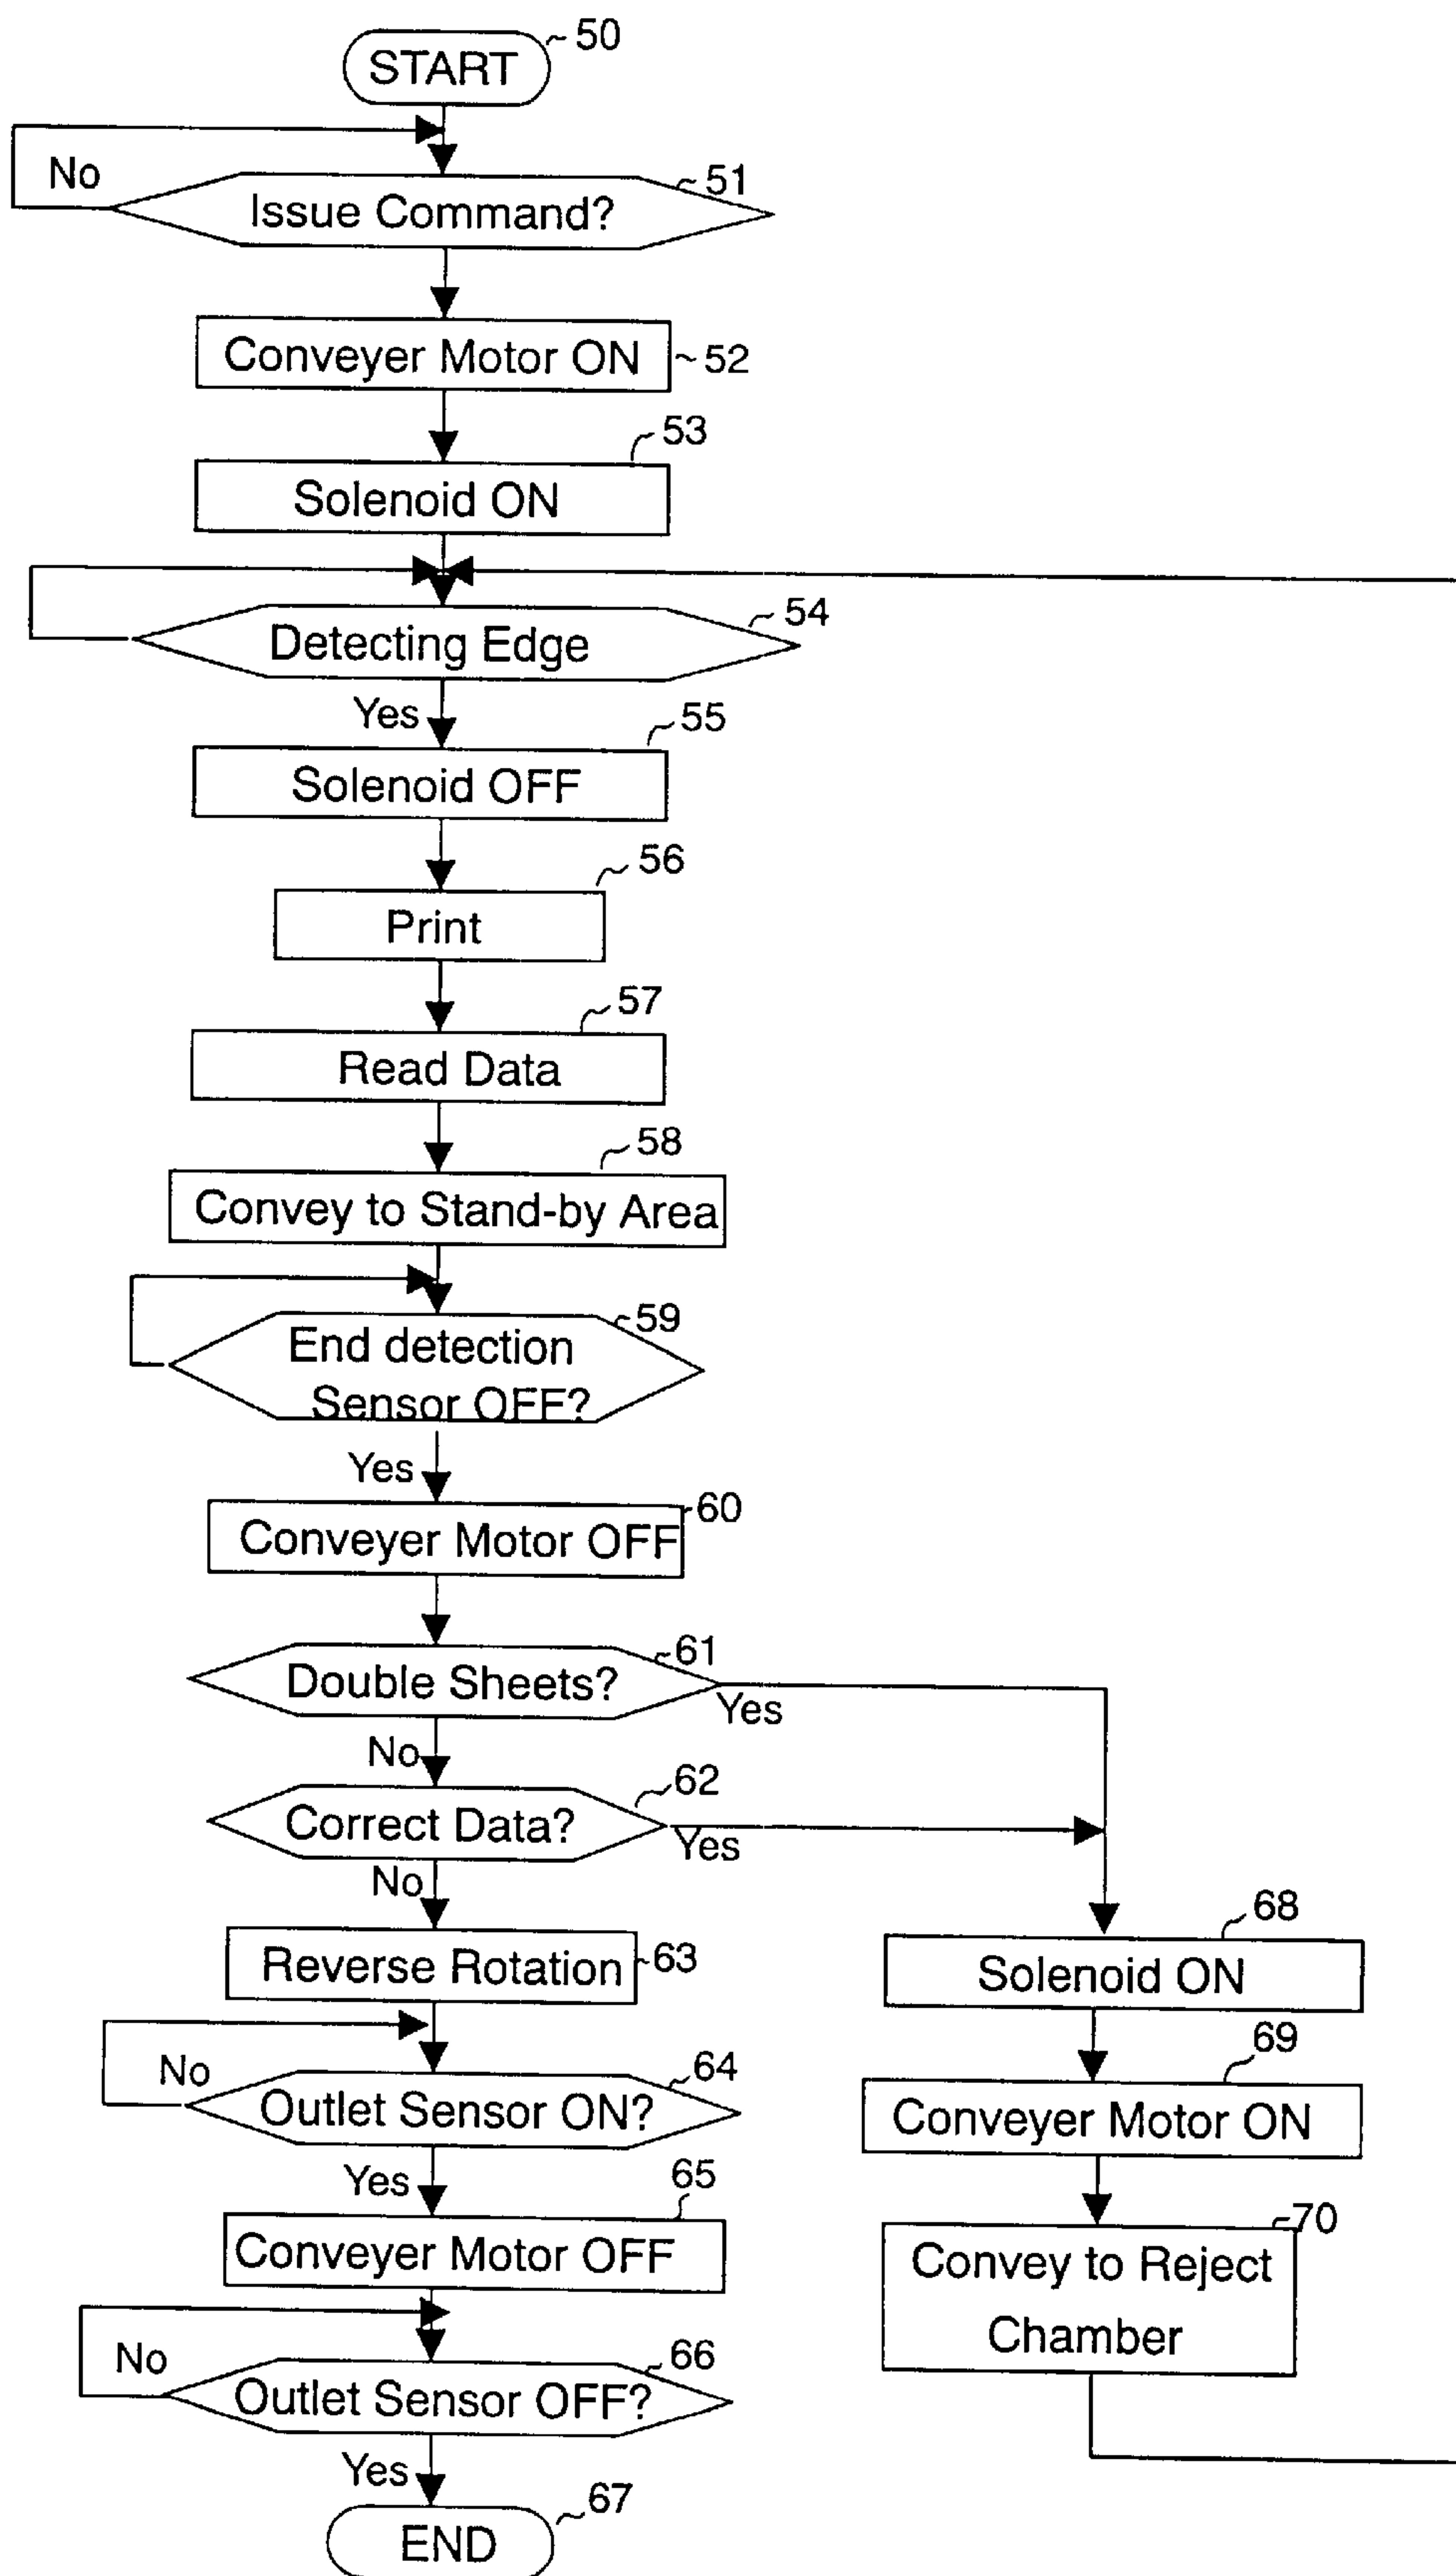 START
50
No
51
Issue Command?
Conveyer Motor ON
52
53
Solenoid ON
54
Detecting Edge
Yes
55
Solenoid OFF
56
Print
57
Read Data
58
Convey to Stand-by Area
59
End detection
Sensor OFF?
Yes
60
Conveyer Motor OFF
61
Double Sheets?
Yes
No
62
Correct Data?
Yes
No
Reverse Rotation
63
No
64
Outlet Sensor ON?
Yes
65
Conveyer Motor OFF
No
66
Outlet Sensor OFF?
Yes
67
END
68
Solenoid ON
69
Conveyer Motor ON
70
Convey to Reject
Chamber